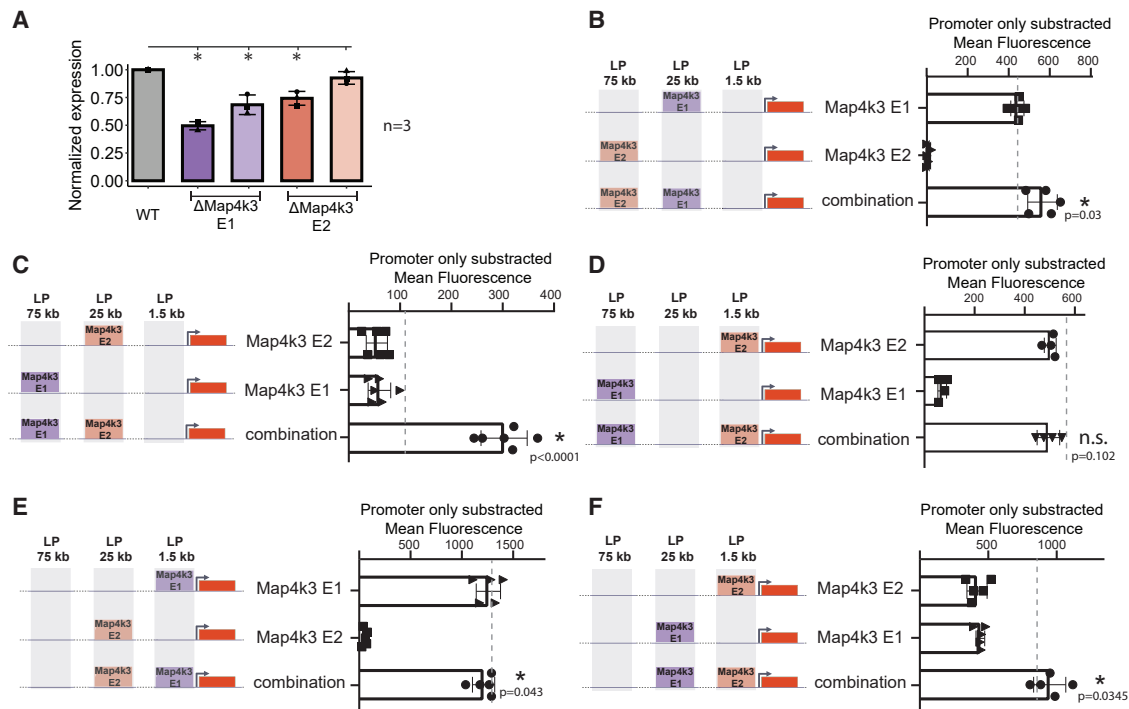 A
Normalized expression
1.00
0.75
0.50
0.25
0.00
* * *
n=3
WT
ΔMap4k3
E1
ΔMap4k3
E2
B
Promoter only substracted
Mean Fluorescence
200 400 600 800
LP
75 kb
LP
25 kb
LP
1.5 kb
Map4k3
E1
Map4k3 E1
Map4k3
E2
Map4k3 E2
Map4k3
E2
Map4k3
E1
combination
*
p=0.03
C
Promoter only substracted
Mean Fluorescence
100 200 300 400
LP
75 kb
LP
25 kb
LP
1.5 kb
Map4k3
E2
Map4k3 E2
Map4k3
E1
Map4k3 E1
Map4k3
E1
Map4k3
E2
combination
*
p<0.0001
D
Promoter only substracted
Mean Fluorescence
200 400 600
LP
75 kb
LP
25 kb
LP
1.5 kb
Map4k3
E2
Map4k3 E2
Map4k3
E1
Map4k3 E1
Map4k3
E1
Map4k3
E2
combination
n.s.
p=0.102
E
Promoter only substracted
Mean Fluorescence
500 1000 1500
LP
75 kb
LP
25 kb
LP
1.5 kb
Map4k3
E1
Map4k3 E1
Map4k3
E2
Map4k3 E2
Map4k3
E2
Map4k3
E1
combination
*
p=0.043
F
Promoter only substracted
Mean Fluorescence
500 1000
LP
75 kb
LP
25 kb
LP
1.5 kb
Map4k3
E2
Map4k3 E2
Map4k3
E1
Map4k3 E1
Map4k3
E1
Map4k3
E2
combination
*
p=0.0345